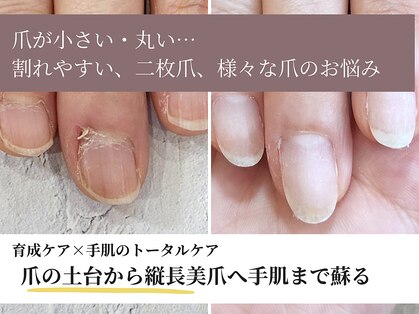 爪が小さい・丸い…
割れやすい、二枚爪、様々な爪のお悩み
育成ケア×手肌のトータルケア
爪の土台から縦長美爪へ手肌まで蘇る